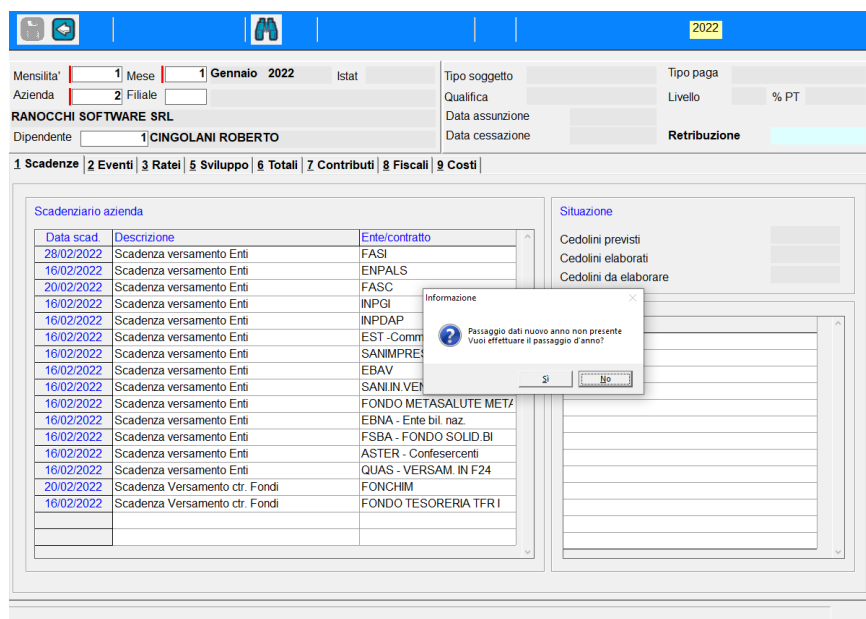 2022
Mensilita' 1 Mese 1 Gennaio 2022 Istat
Azienda 2 Filiale
RANOCCHI SOFTWARE SRL
Dipendente 1 CINGOLANI ROBERTO
Tipo soggetto Tipo paga
Qualifica Livello % PT
Data assunzione
Data cessazione Retribuzione
1 Scadenze 2 Eventi 3 Ratei 5 Sviluppo 6 Totali 7 Contributi 8 Fiscali 9 Costi
Scadenziario azienda
Data scad. Descrizione Ente/contratto
28/02/2022 Scadenza versamento Enti FASI
16/02/2022 Scadenza versamento Enti ENPALS
20/02/2022 Scadenza versamento Enti FASC
16/02/2022 Scadenza versamento Enti INPGI
16/02/2022 Scadenza versamento Enti INPDAP
16/02/2022 Scadenza versamento Enti EST -Comm
16/02/2022 Scadenza versamento Enti SANIMPRES
16/02/2022 Scadenza versamento Enti EBAV
16/02/2022 Scadenza versamento Enti SANI.IN.VEN
16/02/2022 Scadenza versamento Enti FONDO METASALUTE META
16/02/2022 Scadenza versamento Enti EBNA - Ente bil. naz.
16/02/2022 Scadenza versamento Enti FSBA - FONDO SOLID.BI
16/02/2022 Scadenza versamento Enti ASTER - Confesercenti
16/02/2022 Scadenza versamento Enti QUAS - VERSAM. IN F24
20/02/2022 Scadenza Versamento ctr. Fondi FONCHIM
16/02/2022 Scadenza Versamento ctr. Fondi FONDO TESORERIA TFR I
Situazione
Cedolini previsti
Cedolini elaborati
Cedolini da elaborare
Informazione
Passaggio dati nuovo anno non presente
Vuoi effettuare il passaggio d'anno?
Sì No